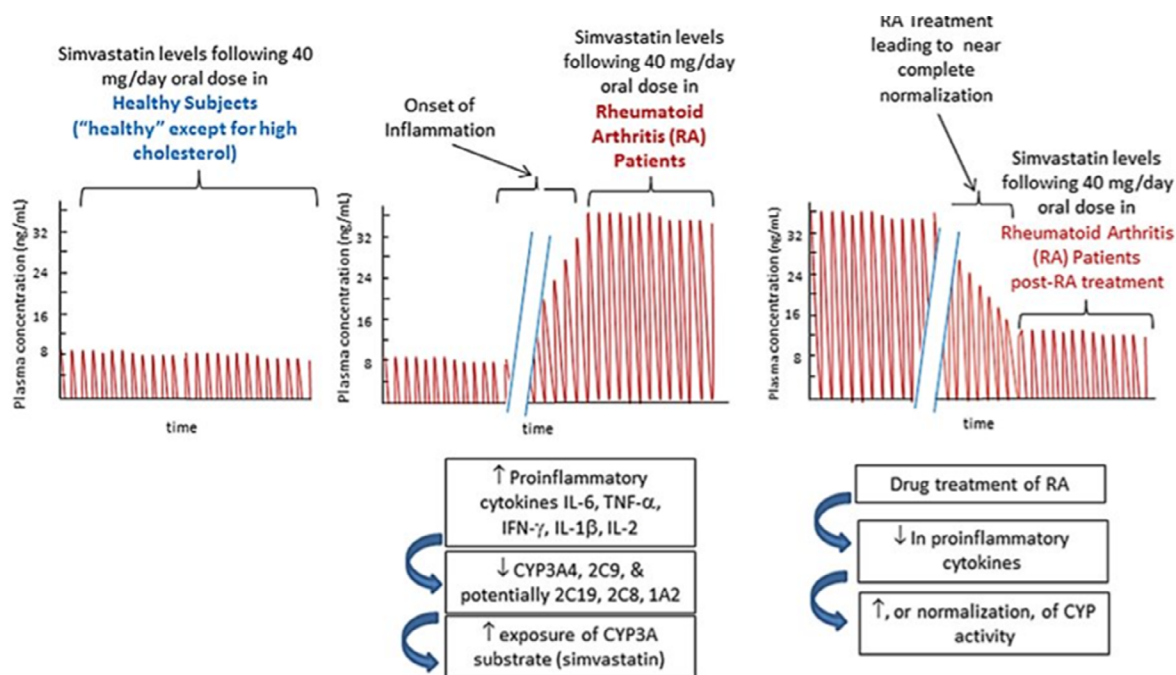 Simvastatin levels following 40
mg/day oral dose in
Healthy Subjects
("healthy" except for high
cholesterol)
Plasma concentration (ng/mL)
32
24
16
8
time
Onset of
Inflammation
Simvastatin levels
following 40 mg/day
oral dose in
Rheumatoid
Arthritis (RA)
Patients
Plasma concentration (ng/mL)
32
24
16
8
time
RA Treatment
leading to near
complete
normalization
Simvastatin levels
following 40 mg/day
oral dose in
Rheumatoid Arthritis
(RA) Patients
post-RA treatment
Plasma concentration (ng/mL)
32
24
16
8
time
↑ Proinflammatory
cytokines IL-6, TNF-α,
IFN-γ, IL-1β, IL-2
↓ CYP3A4, 2C9, &
potentially 2C19, 2C8, 1A2
↑ exposure of CYP3A
substrate (simvastatin)
Drug treatment of RA
↓ In proinflammatory
cytokines
↑, or normalization, of CYP
activity